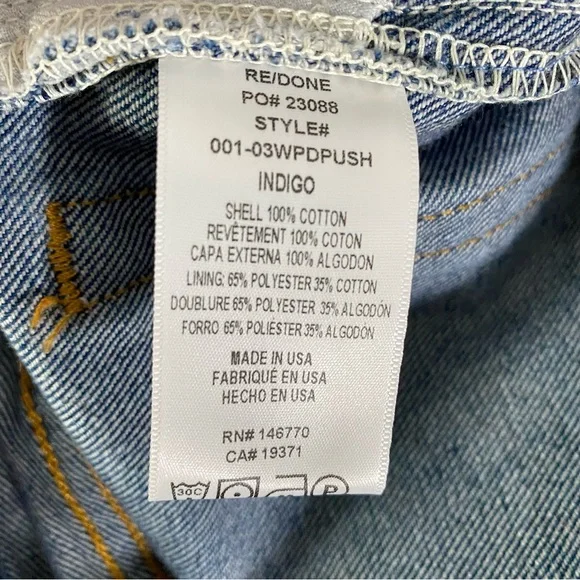 RE/DONE
PO# 23088
STYLE#
001-03WPDPUSH
INDIGO
SHELL 100% COTTON
REVÊTEMENT 100% COTON
CAPA EXTERNA 100% ALGODON
LINING: 65% POLYESTER 35% COTTON
DOUBLURE 65% POLYESTER 35% ALGODÓN
FORRO 65% POLIESTER 35% ALGODÓN
MADE IN USA
FABRIQUÉ EN USA
HECHO EN USA
RN# 146770
CA# 19371
30C P